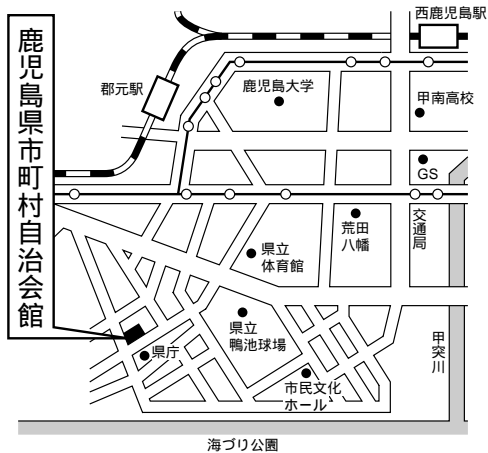 西鹿児島駅
鹿児島県市町村自治会館
郡元駅
鹿児島大学
甲南高校
GS
交通局
荒田
八幡
県立
体育館
県立
鴨池球場
甲突川
県庁
市民文化
ホール
海づり公園